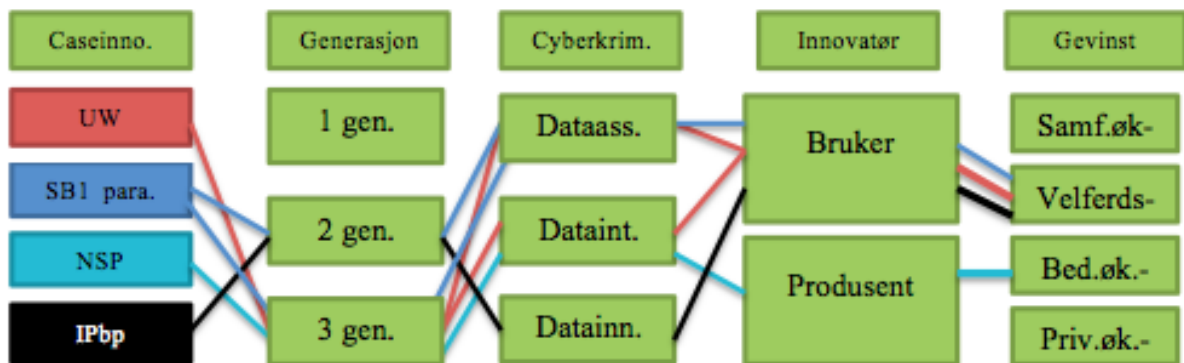 Caseinno.
Generasjon
Cyberkrim.
Innovatør
Gevinst
UW
SB1 para.
NSP
IPbp
1 gen.
2 gen.
3 gen.
Dataass.
Dataint.
Datainn.
Bruker
Produsent
Samf.øk-
Velferds-
Bed.øk.-
Priv.øk.-